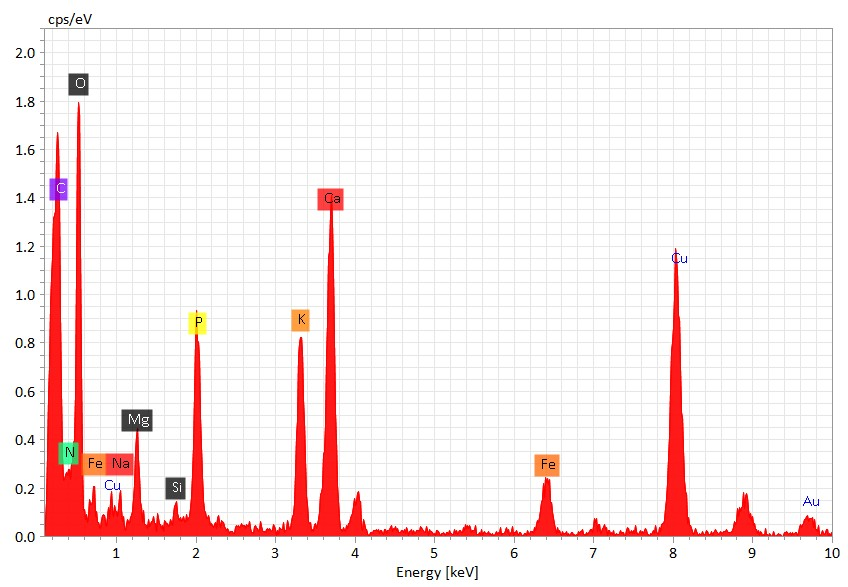 cps/eV
2.0
O
1.8
1.6
C
1.4
Ca
1.2
Cu
1.0
P
K
0.8
0.6
Mg
0.4
N
Fe
Na
Fe
Cu
Si
0.2
Au
0.0
1 2 3 4 5 6 7 8 9 10
Energy [keV]